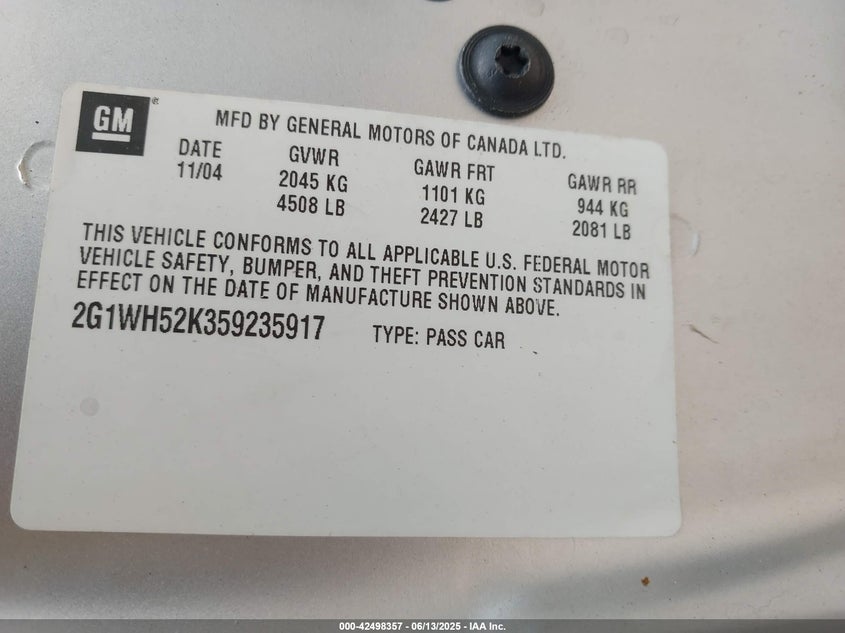 GM
MFD BY GENERAL MOTORS OF CANADA LTD.
DATE GVWR GAWR FRT GAWR RR
11/04 2045 KG 1101 KG 944 KG
4508 LB 2427 LB 2081 LB
THIS VEHICLE CONFORMS TO ALL APPLICABLE U.S. FEDERAL MOTOR
VEHICLE SAFETY, BUMPER, AND THEFT PREVENTION STANDARDS IN
EFFECT ON THE DATE OF MANUFACTURE SHOWN ABOVE.
2G1WH52K359235917 TYPE: PASS CAR
000-42498357 - 06/13/2025 - IAA Inc.